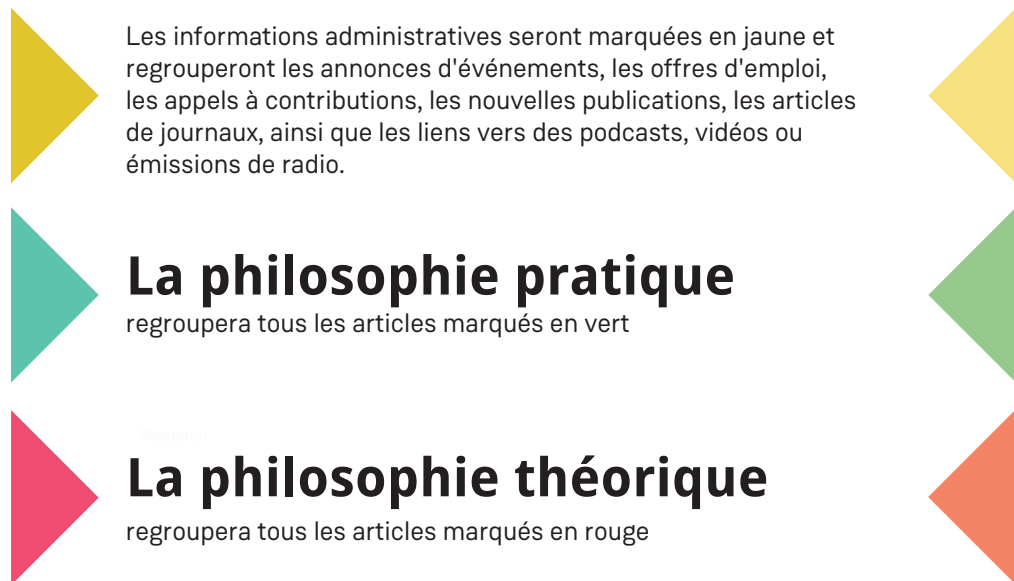 Les informations administratives seront marquées en jaune et
regrouperont les annonces d'événements, les offres d'emploi,
les appels à contributions, les nouvelles publications, les articles
de journaux, ainsi que les liens vers des podcasts, vidéos ou
émissions de radio.
La philosophie pratique
regroupera tous les articles marqués en vert
La philosophie théorique
regroupera tous les articles marqués en rouge